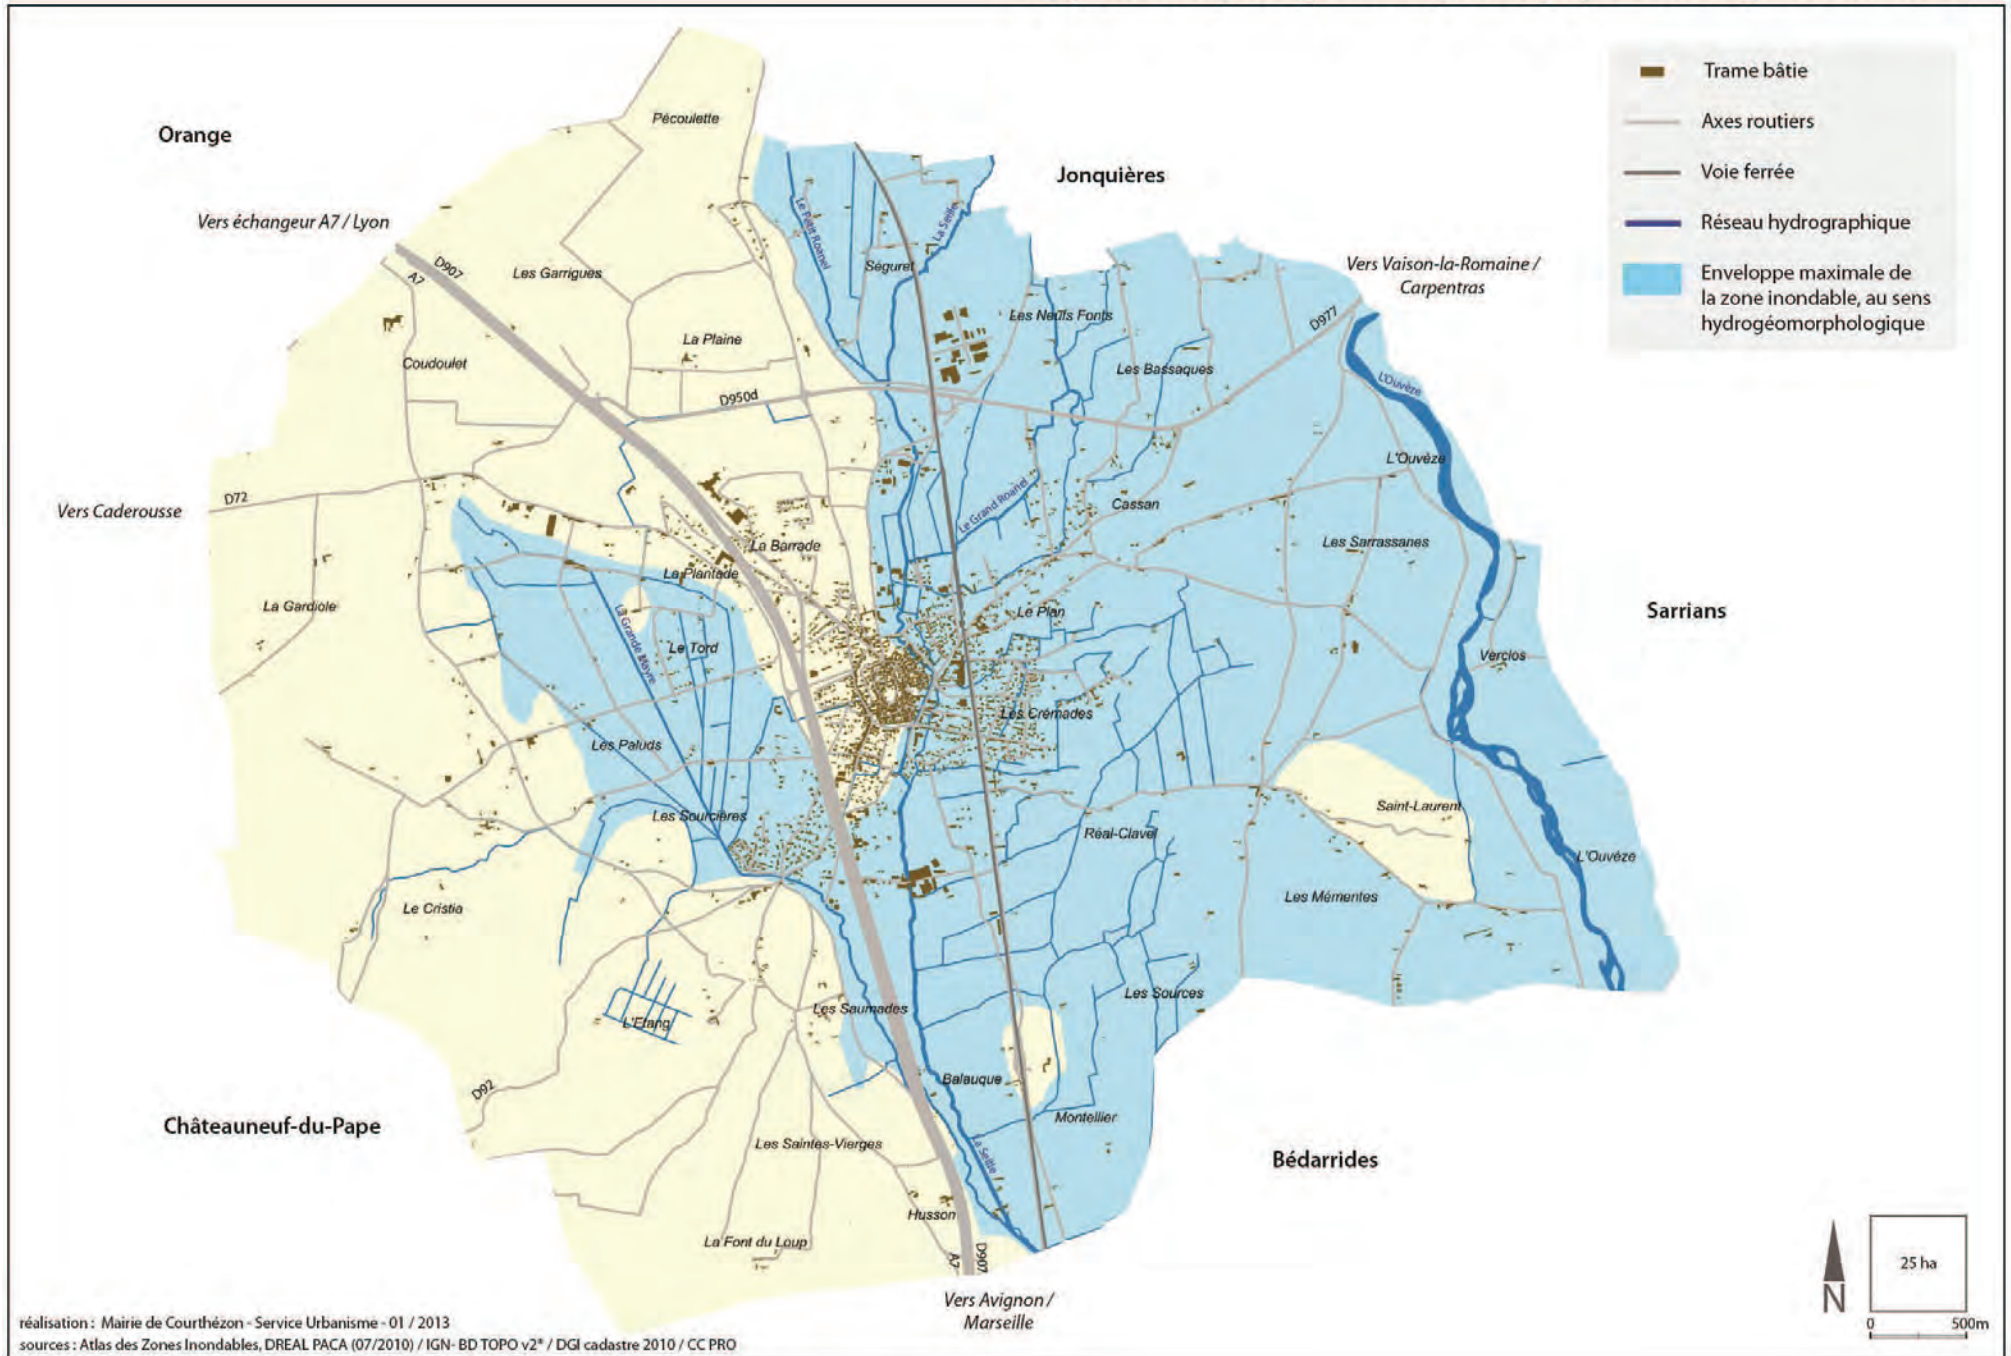 Trame bâtie
Axes routiers
Voie ferrée
Réseau hydrographique
Enveloppe maximale de
la zone inondable, au sens
hydrogéomorphologique
Orange
Jonquières
Vers échangeur A7 / Lyon
Vers Vaison-la-Romaine /
Carpentras
Vers Caderousse
Sarrians
Châteauneuf-du-Pape
Bédarrides
Vers Avignon /
Marseille
Pécoulette
Le Petit Roanel
La Seille
Séguret
D907
A7
Les Garrigues
Les Neufs Fonts
D977
La Plaine
Coudoulet
Les Bassaques
L'Ouvèze
D950d
L'Ouvèze
D72
Le Grand Roanel
Cassan
La Barrade
Les Sarrassanes
La Plantade
La Gardiole
La Grande Mayre
Le Plan
Le Tord
Verclos
Les Crémades
Les Paluds
Saint-Laurent
Les Sourcières
Réal-Clavel
L'Ouvèze
Les Mémentes
Le Cristia
Les Sources
Les Saumades
L'Etang
Balauque
D92
Montellier
Les Saintes-Vierges
La Seille
Husson
La Font du Loup
A7
D907
25 ha
N
0 500m
réalisation : Mairie de Courthézon - Service Urbanisme - 01 / 2013
sources : Atlas des Zones Inondables, DREAL PACA (07/2010) / IGN- BD TOPO v2® / DGI cadastre 2010 / CC PRO